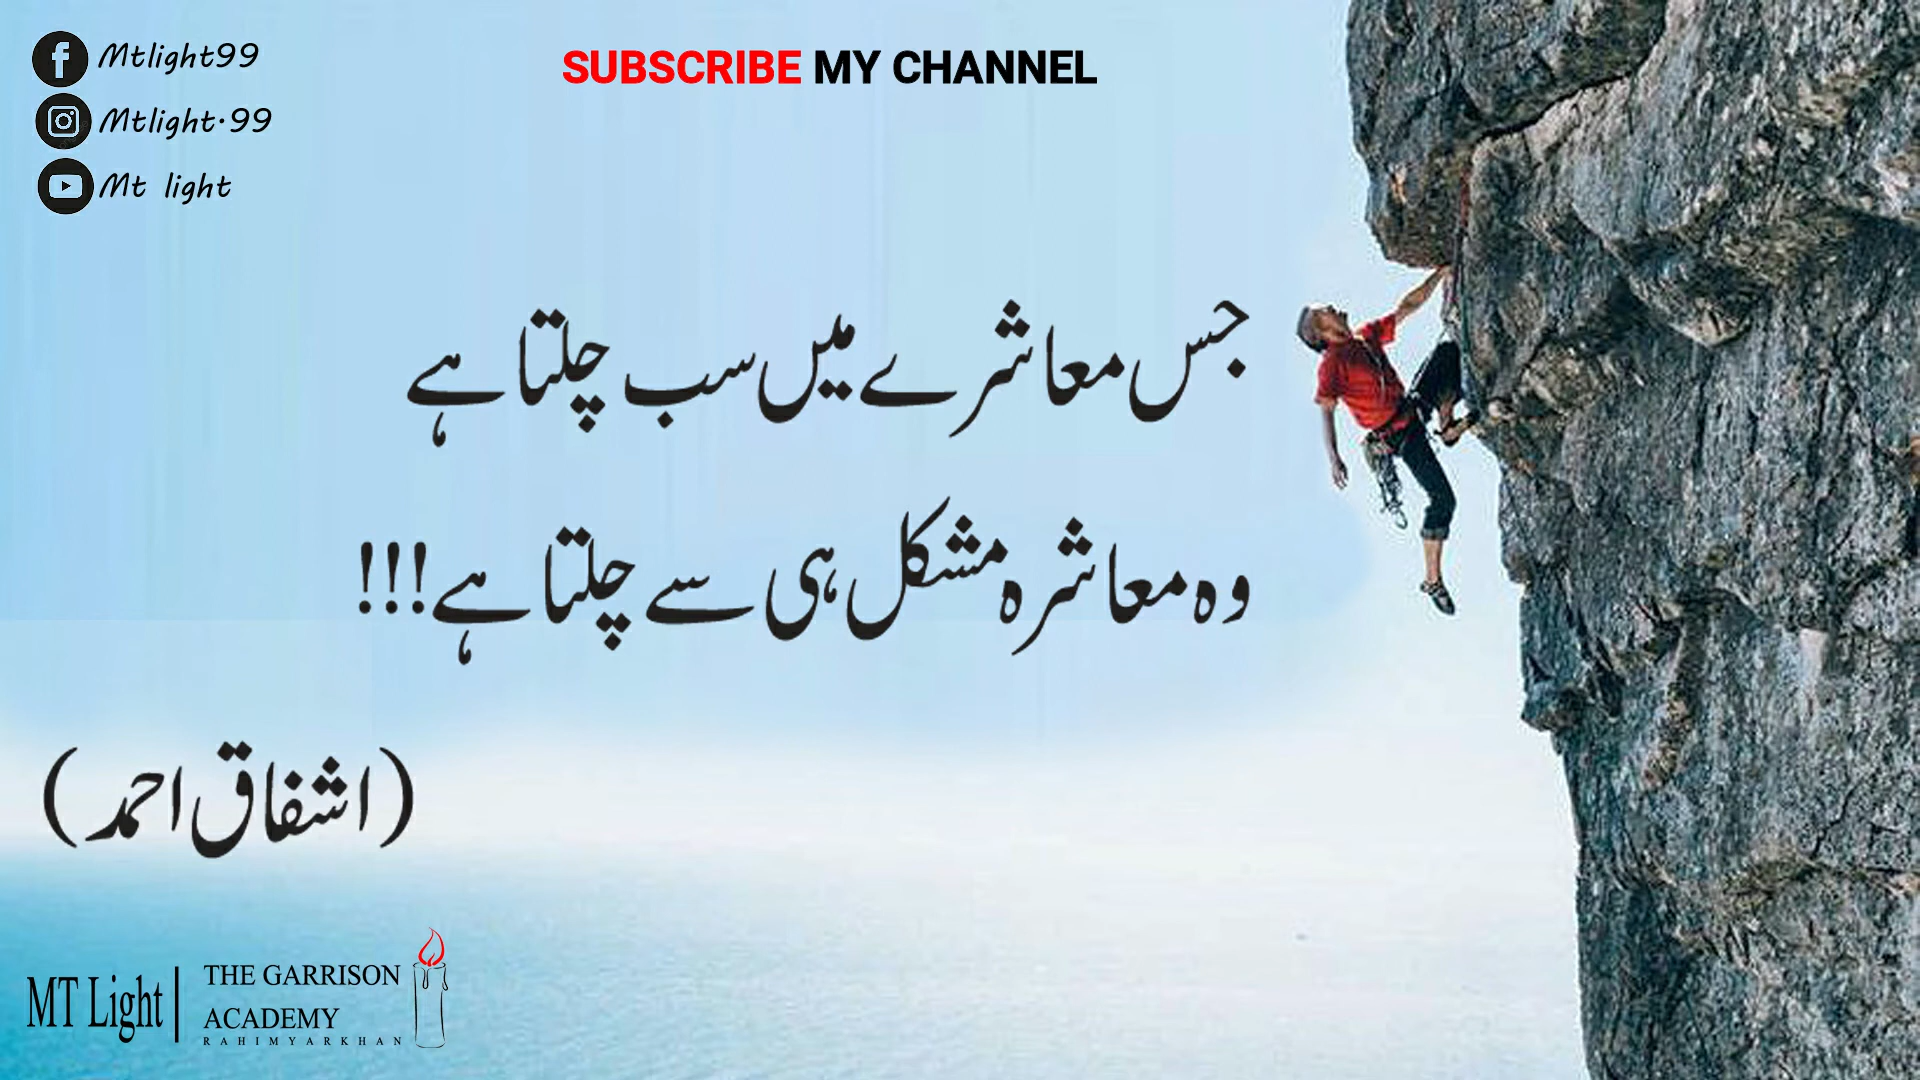 Mtlight99
Mtlight.99
Mt light
SUBSCRIBE MY CHANNEL
جس معاشرے میں سب چلتا ہے
وہ معاشرہ مشکل ہی سے چلتا ہے!!!
(اشفاق احمد)
MT Light
THE GARRISON
ACADEMY
RAHIMYARKHAN